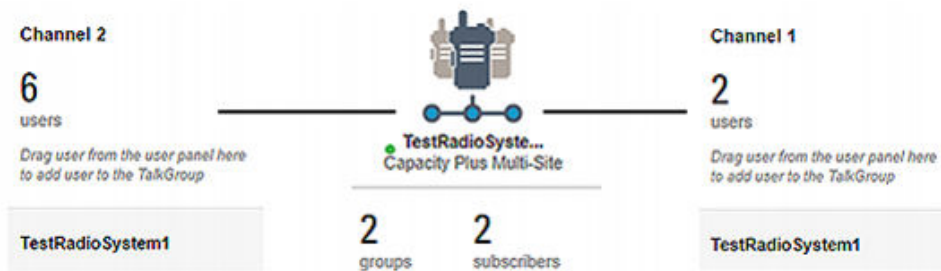 Channel 2
6
users
Drag user from the user panel here
to add user to the TalkGroup
TestRadioSystem1
TestRadioSyste...
Capacity Plus Multi-Site
2
groups
2
subscribers
Channel 1
2
users
Drag user from the user panel here
to add user to the TalkGroup
TestRadioSystem1